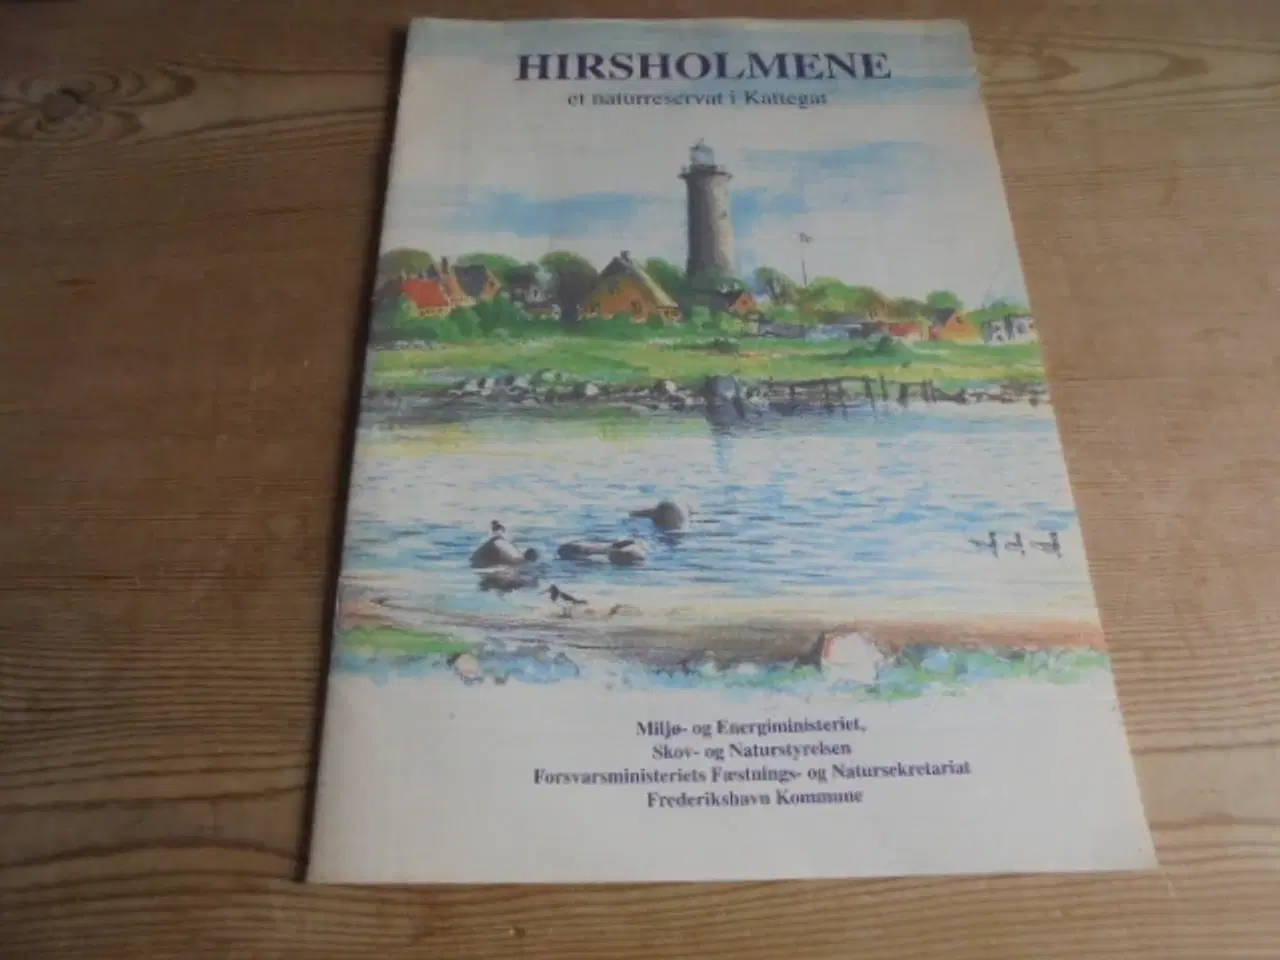 HIRSHOLMENE
et naturreservat i Kattegat
Miljø- og Energiministeriet,
Skov- og Naturstyrelsen
Forsvarsministeriets Fæstnings- og Natursekretariat
Frederikshavn Kommune